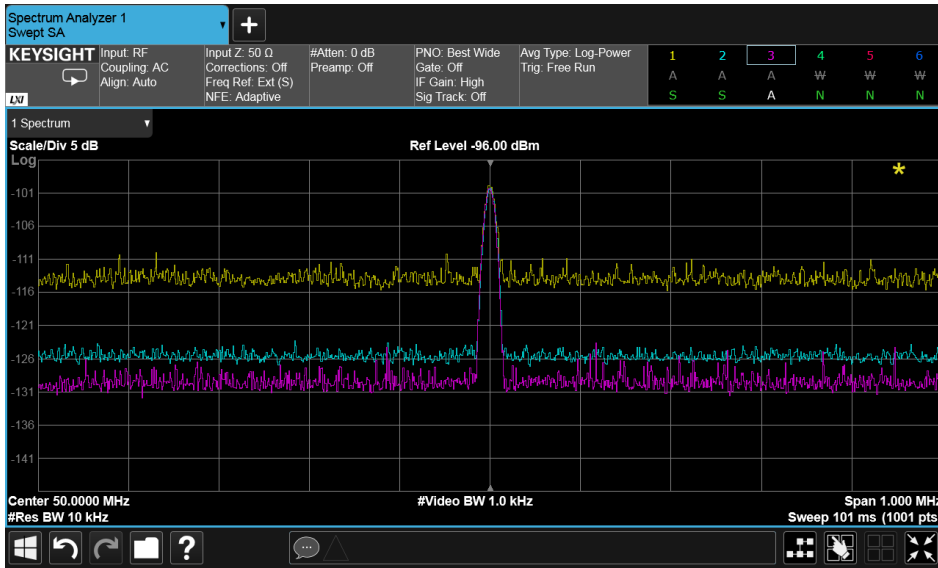 Spectrum Analyzer 1
Swept SA
+
KEYSIGHT
LXI
Input: RF
Coupling: AC
Align: Auto
Input Z: 50 Ω
Corrections: Off
Freq Ref: Ext (S)
NFE: Adaptive
#Atten: 0 dB
Preamp: Off
PNO: Best Wide
Gate: Off
IF Gain: High
Sig Track: Off
Avg Type: Log-Power
Trig: Free Run
1 2 3 4 5 6
A A A W W W
S S A N N N
1 Spectrum
Scale/Div 5 dB
Ref Level -96.00 dBm
Log
*
-101
-106
-111
-116
-121
-126
-131
-136
-141
Center 50.0000 MHz
#Video BW 1.0 kHz
Span 1.000 MHz
#Res BW 10 kHz
Sweep 101 ms (1001 pts
?